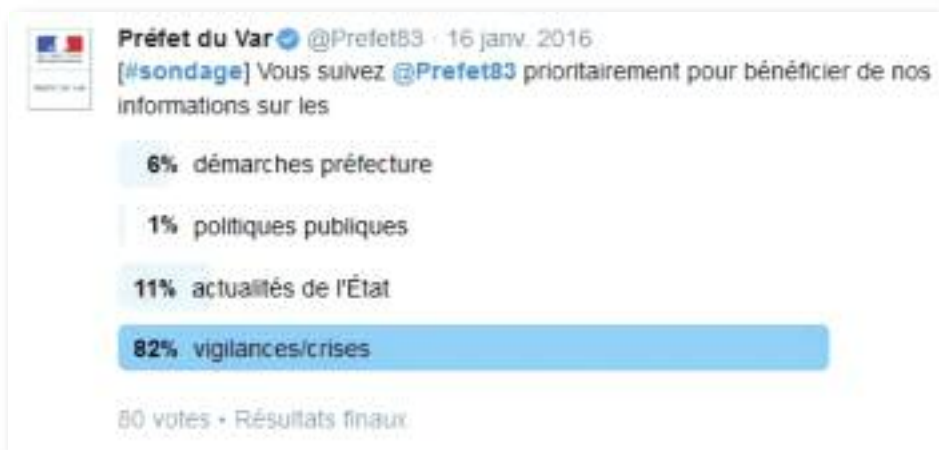 Préfet du Var @Prefet83 · 16 janv. 2016
[#sondage] Vous suivez @Prefet83 prioritairement pour bénéficier de nos
informations sur les
6% démarches préfecture
1% politiques publiques
11% actualités de l'État
82% vigilances/crises
80 votes • Résultats finaux